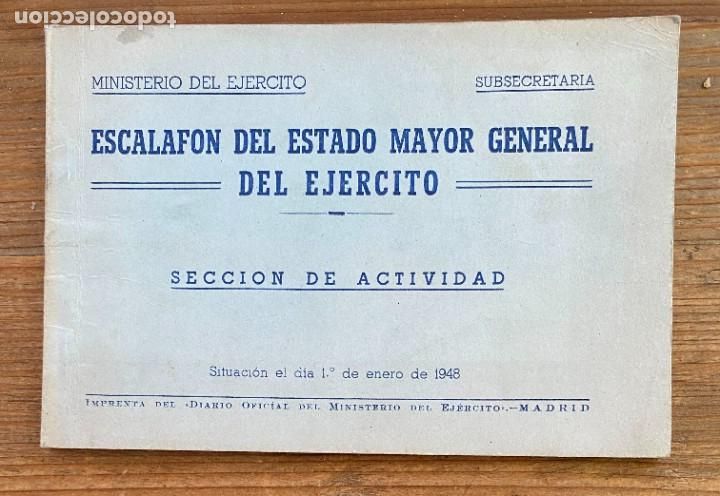 todocoleccion.net
MINISTERIO DEL EJERCITO
SUBSECRETARIA
ESCALAFON DEL ESTADO MAYOR GENERAL
DEL EJERCITO
SECCION DE ACTIVIDAD
Situación el día 1.º de enero de 1948
IMPRENTA DEL «DIARIO OFICIAL DEL MINISTERIO DEL EJÉRCITO».—MADRID